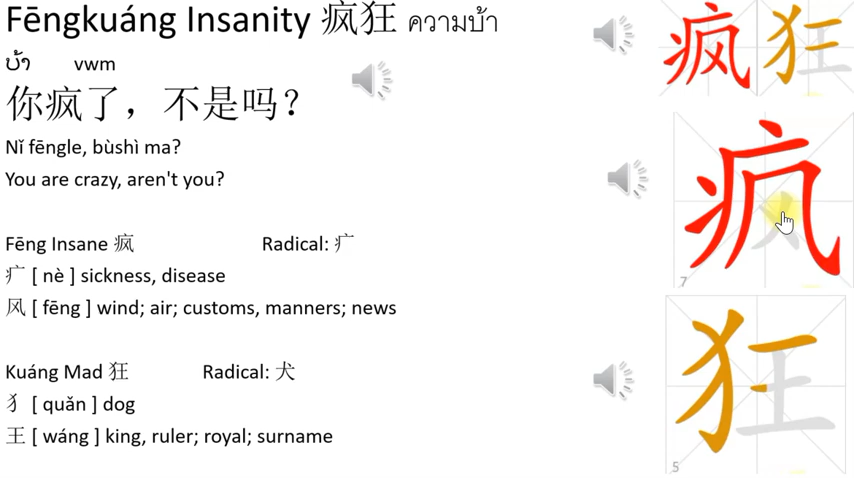 Fēngkuáng Insanity 疯狂 ความบ้า
疯狂
ບ້າ vwm
你疯了，不是吗？
Nǐ fēngle, bùshì ma?
You are crazy, aren't you?
疯
7
Fēng Insane 疯 Radical: 疒
疒 [ nè ] sickness, disease
风 [ fēng ] wind; air; customs, manners; news
Kuáng Mad 狂 Radical: 犬
犭 [ quǎn ] dog
王 [ wáng ] king, ruler; royal; surname
狂
5